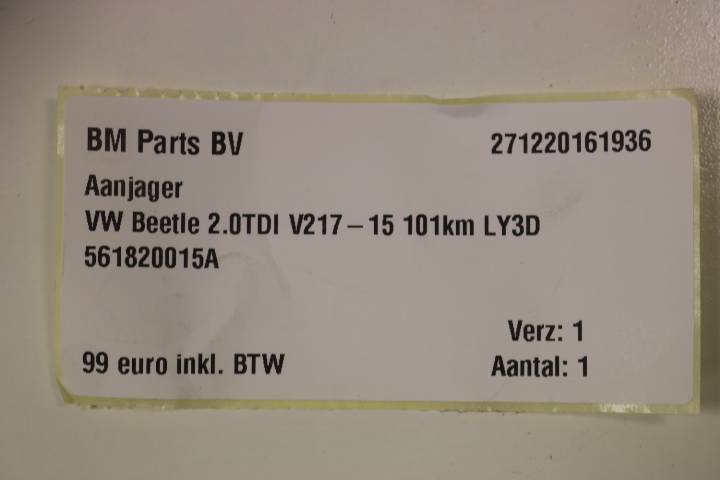 BM Parts BV 271220161936
Aanjager
VW Beetle 2.0TDI V217-15 101km LY3D
561820015A
Verz: 1
99 euro inkl. BTW Aantal: 1